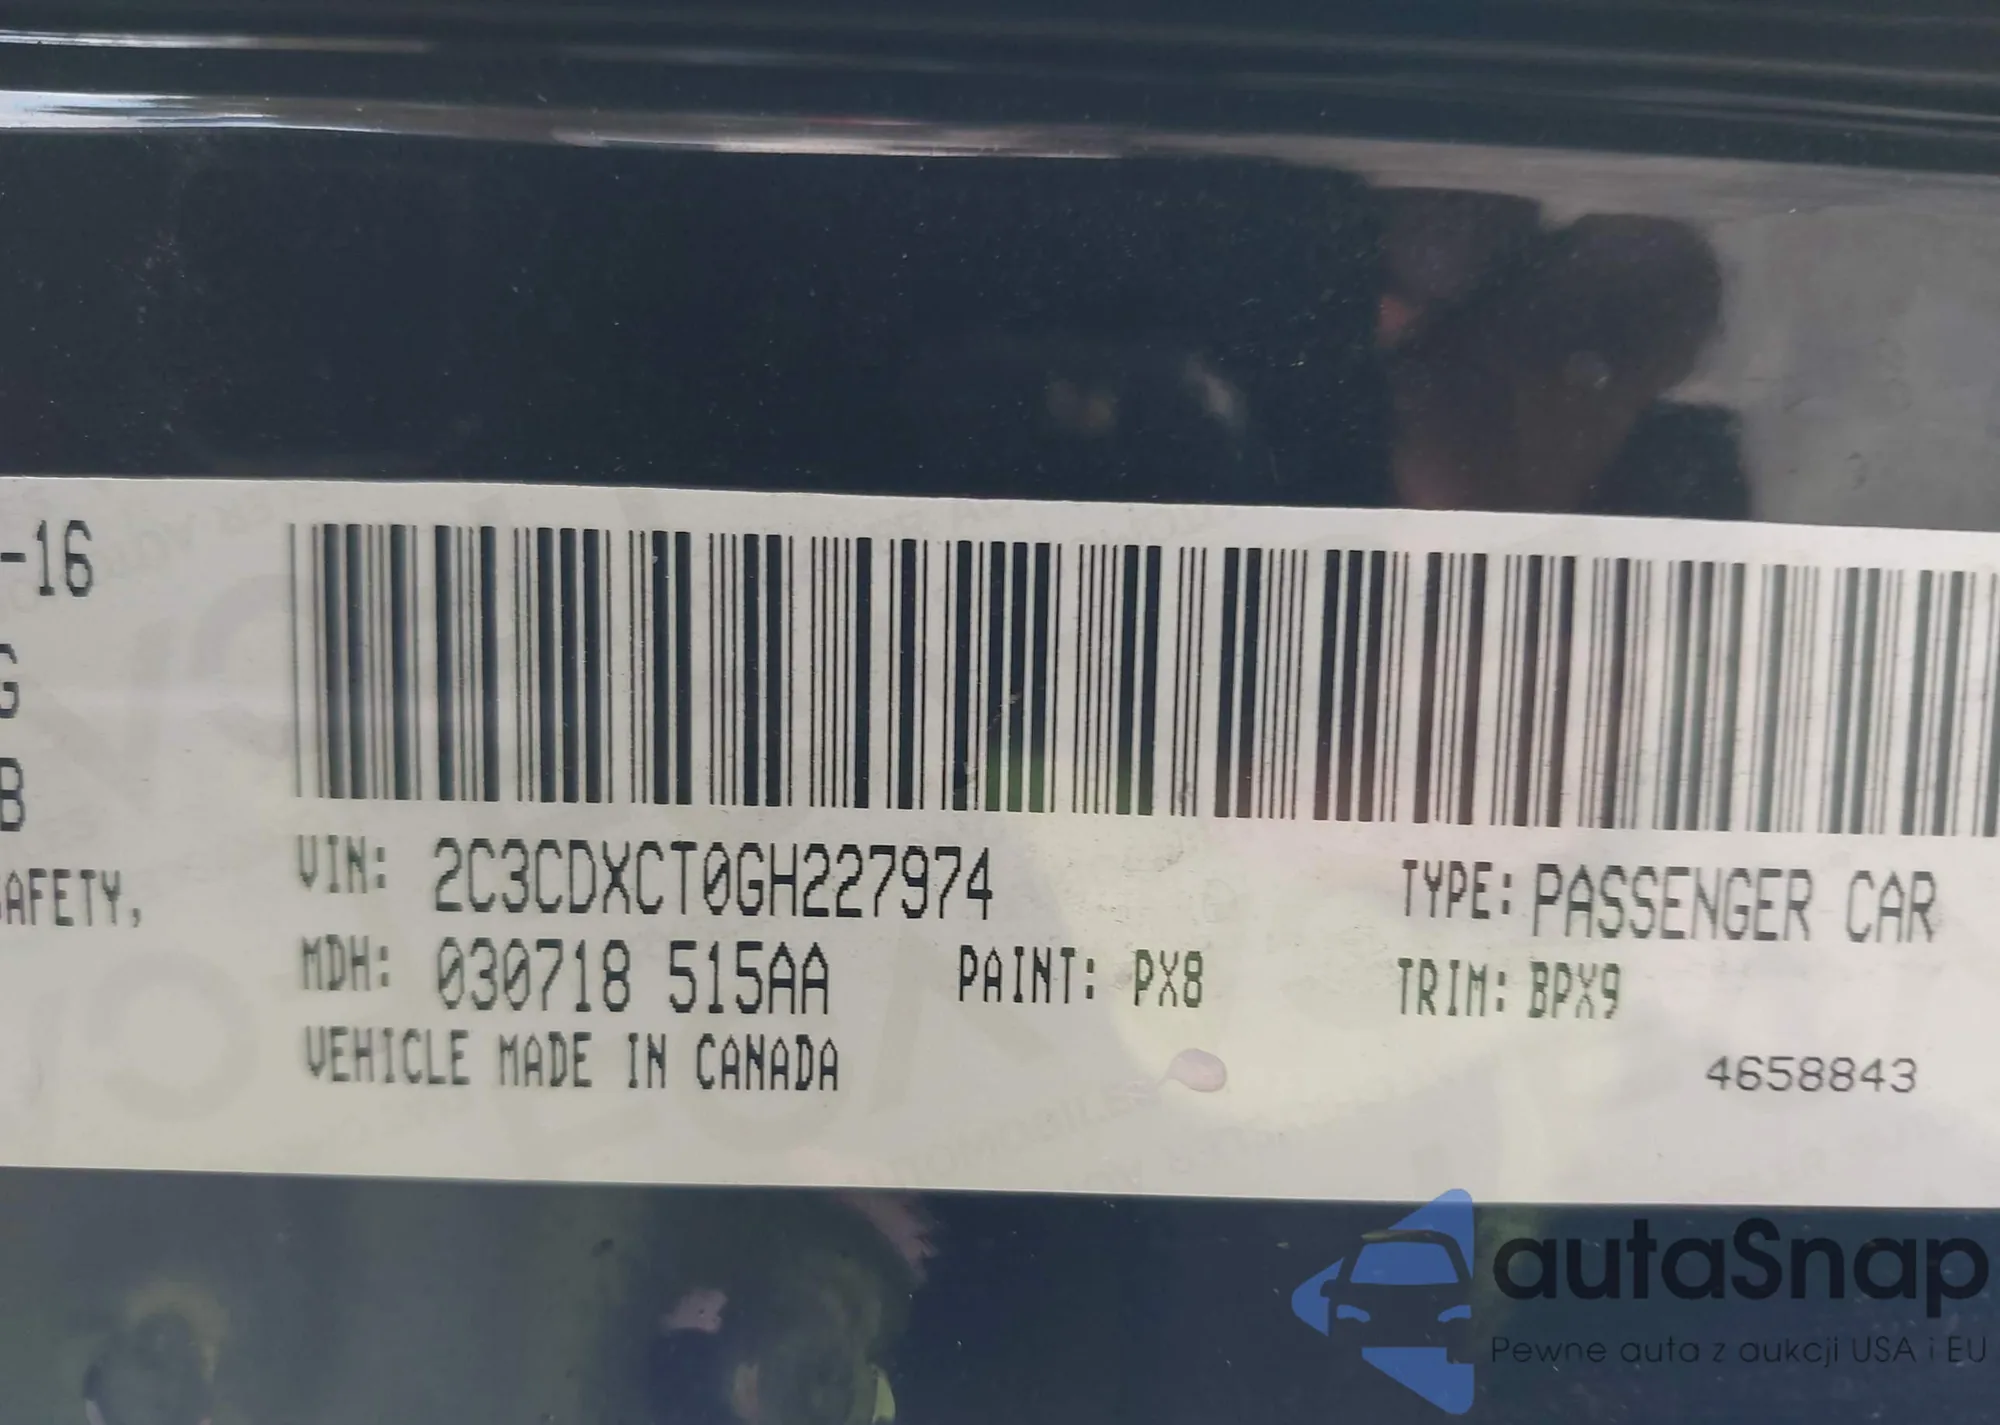 -16
G
B
SAFETY,
VIN: 2C3CDXCT0GH227974
TYPE: PASSENGER CAR
MDH: 030718 515AA
PAINT: PX8
TRIM: BPX9
VEHICLE MADE IN CANADA
4658843
autaSnap
Pewne auta z aukcji USA i EU